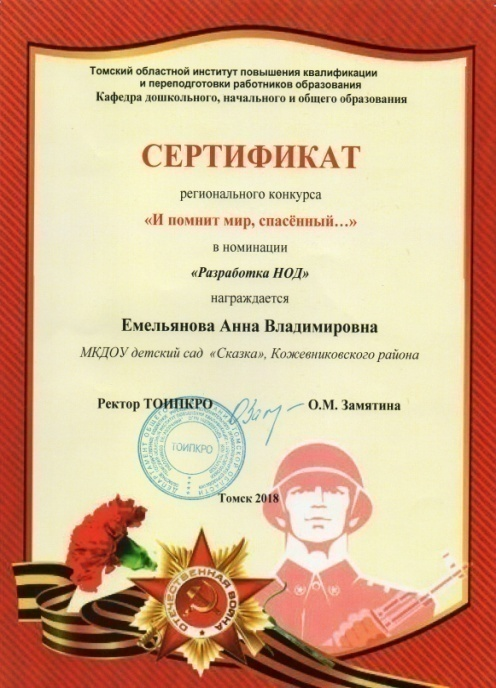 Томский областной институт повышения квалификации
и переподготовки работников образования
Кафедра дошкольного, начального и общего образования
СЕРТИФИКАТ
регионального конкурса
«И помнит мир, спасённый…»
в номинации
«Разработка НОД»
награждается
Емельянова Анна Владимировна
МКДОУ детский сад «Сказка», Кожевниковского района
Ректор ТОИПКРО О.М. Замятина
ТОИПКРО
Томск 2018
ОТЕЧЕСТВЕННАЯ ВОЙНА